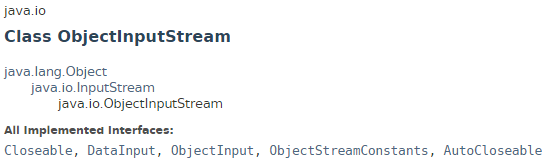 java.io
Class ObjectInputStream
java.lang.Object
java.io.InputStream
java.io.ObjectInputStream
All Implemented Interfaces:
Closeable, DataInput, ObjectInput, ObjectStreamConstants, AutoCloseable